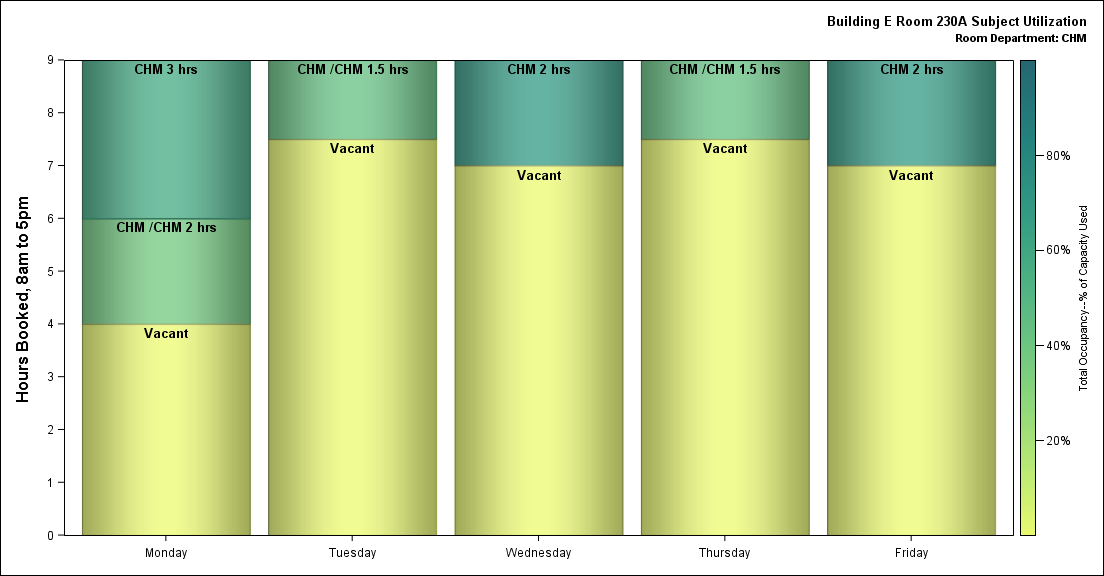 Building E Room 230A Subject Utilization
Room Department: CHM
Hours Booked, 8am to 5pm
9
8
7
6
5
4
3
2
1
0
CHM 3 hrs
CHM /CHM 2 hrs
Vacant
CHM /CHM 1.5 hrs
Vacant
CHM 2 hrs
Vacant
CHM /CHM 1.5 hrs
Vacant
CHM 2 hrs
Vacant
Monday
Tuesday
Wednesday
Thursday
Friday
80%
60%
40%
20%
Total Occupancy--% of Capacity Used